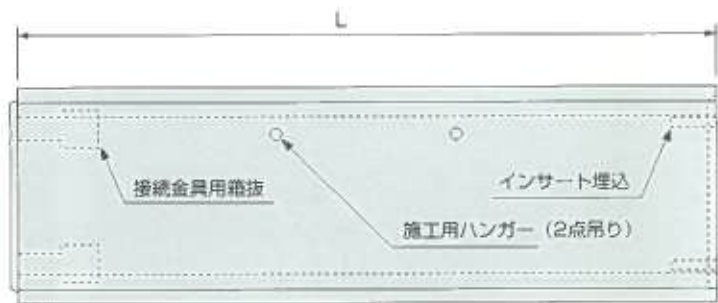 L
接続金具用箱抜
インサート埋込
施工用ハンガー（2点吊り）